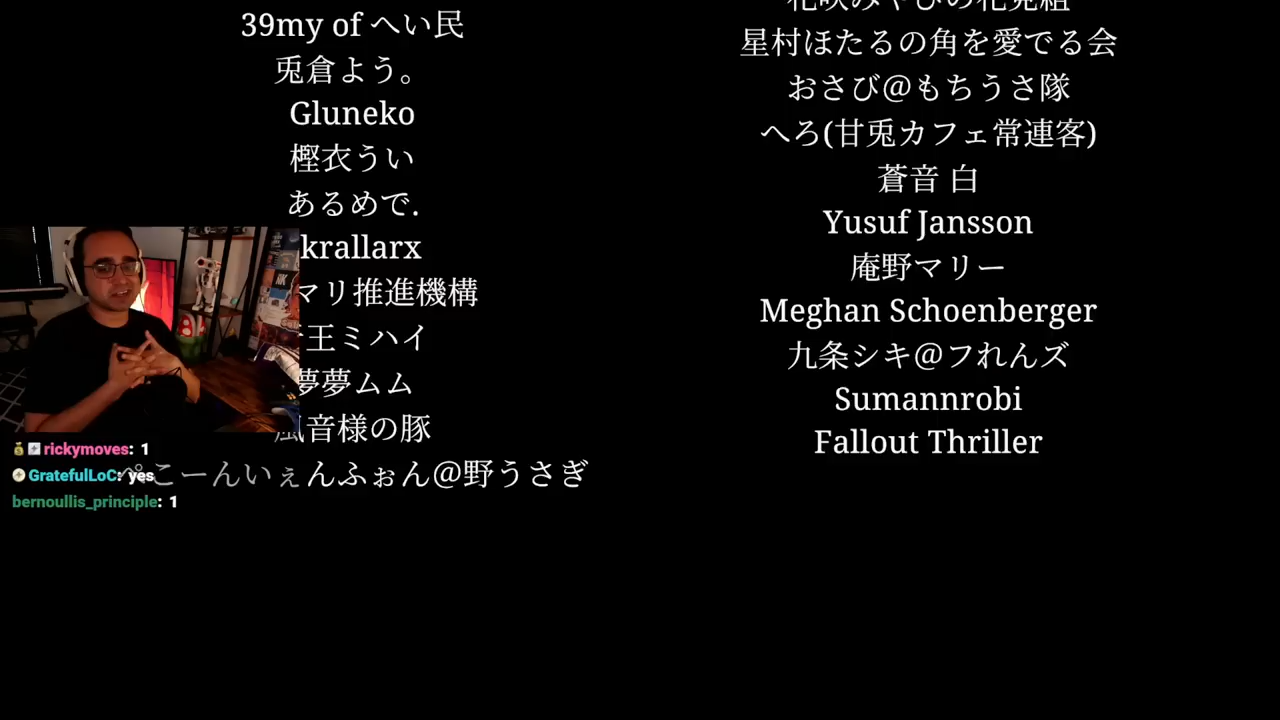 39my of へい民
兎倉よう。
Gluneko
樫衣うい
あるめで.
krallarx
マリ推進機構
王ミハイ
夢夢ムム
風音様の豚
ぺこーんいぇんふぉん@野うさぎ
星村ほたるの角を愛でる会
おさび@もちうさ隊
へろ(甘兎カフェ常連客)
蒼音 白
Yusuf Jansson
庵野マリー
Meghan Schoenberger
九条シキ@フれんズ
Sumannrobi
Fallout Thriller
rickymoves: 1
GratefulLoC: yes
bernoullis_principle: 1